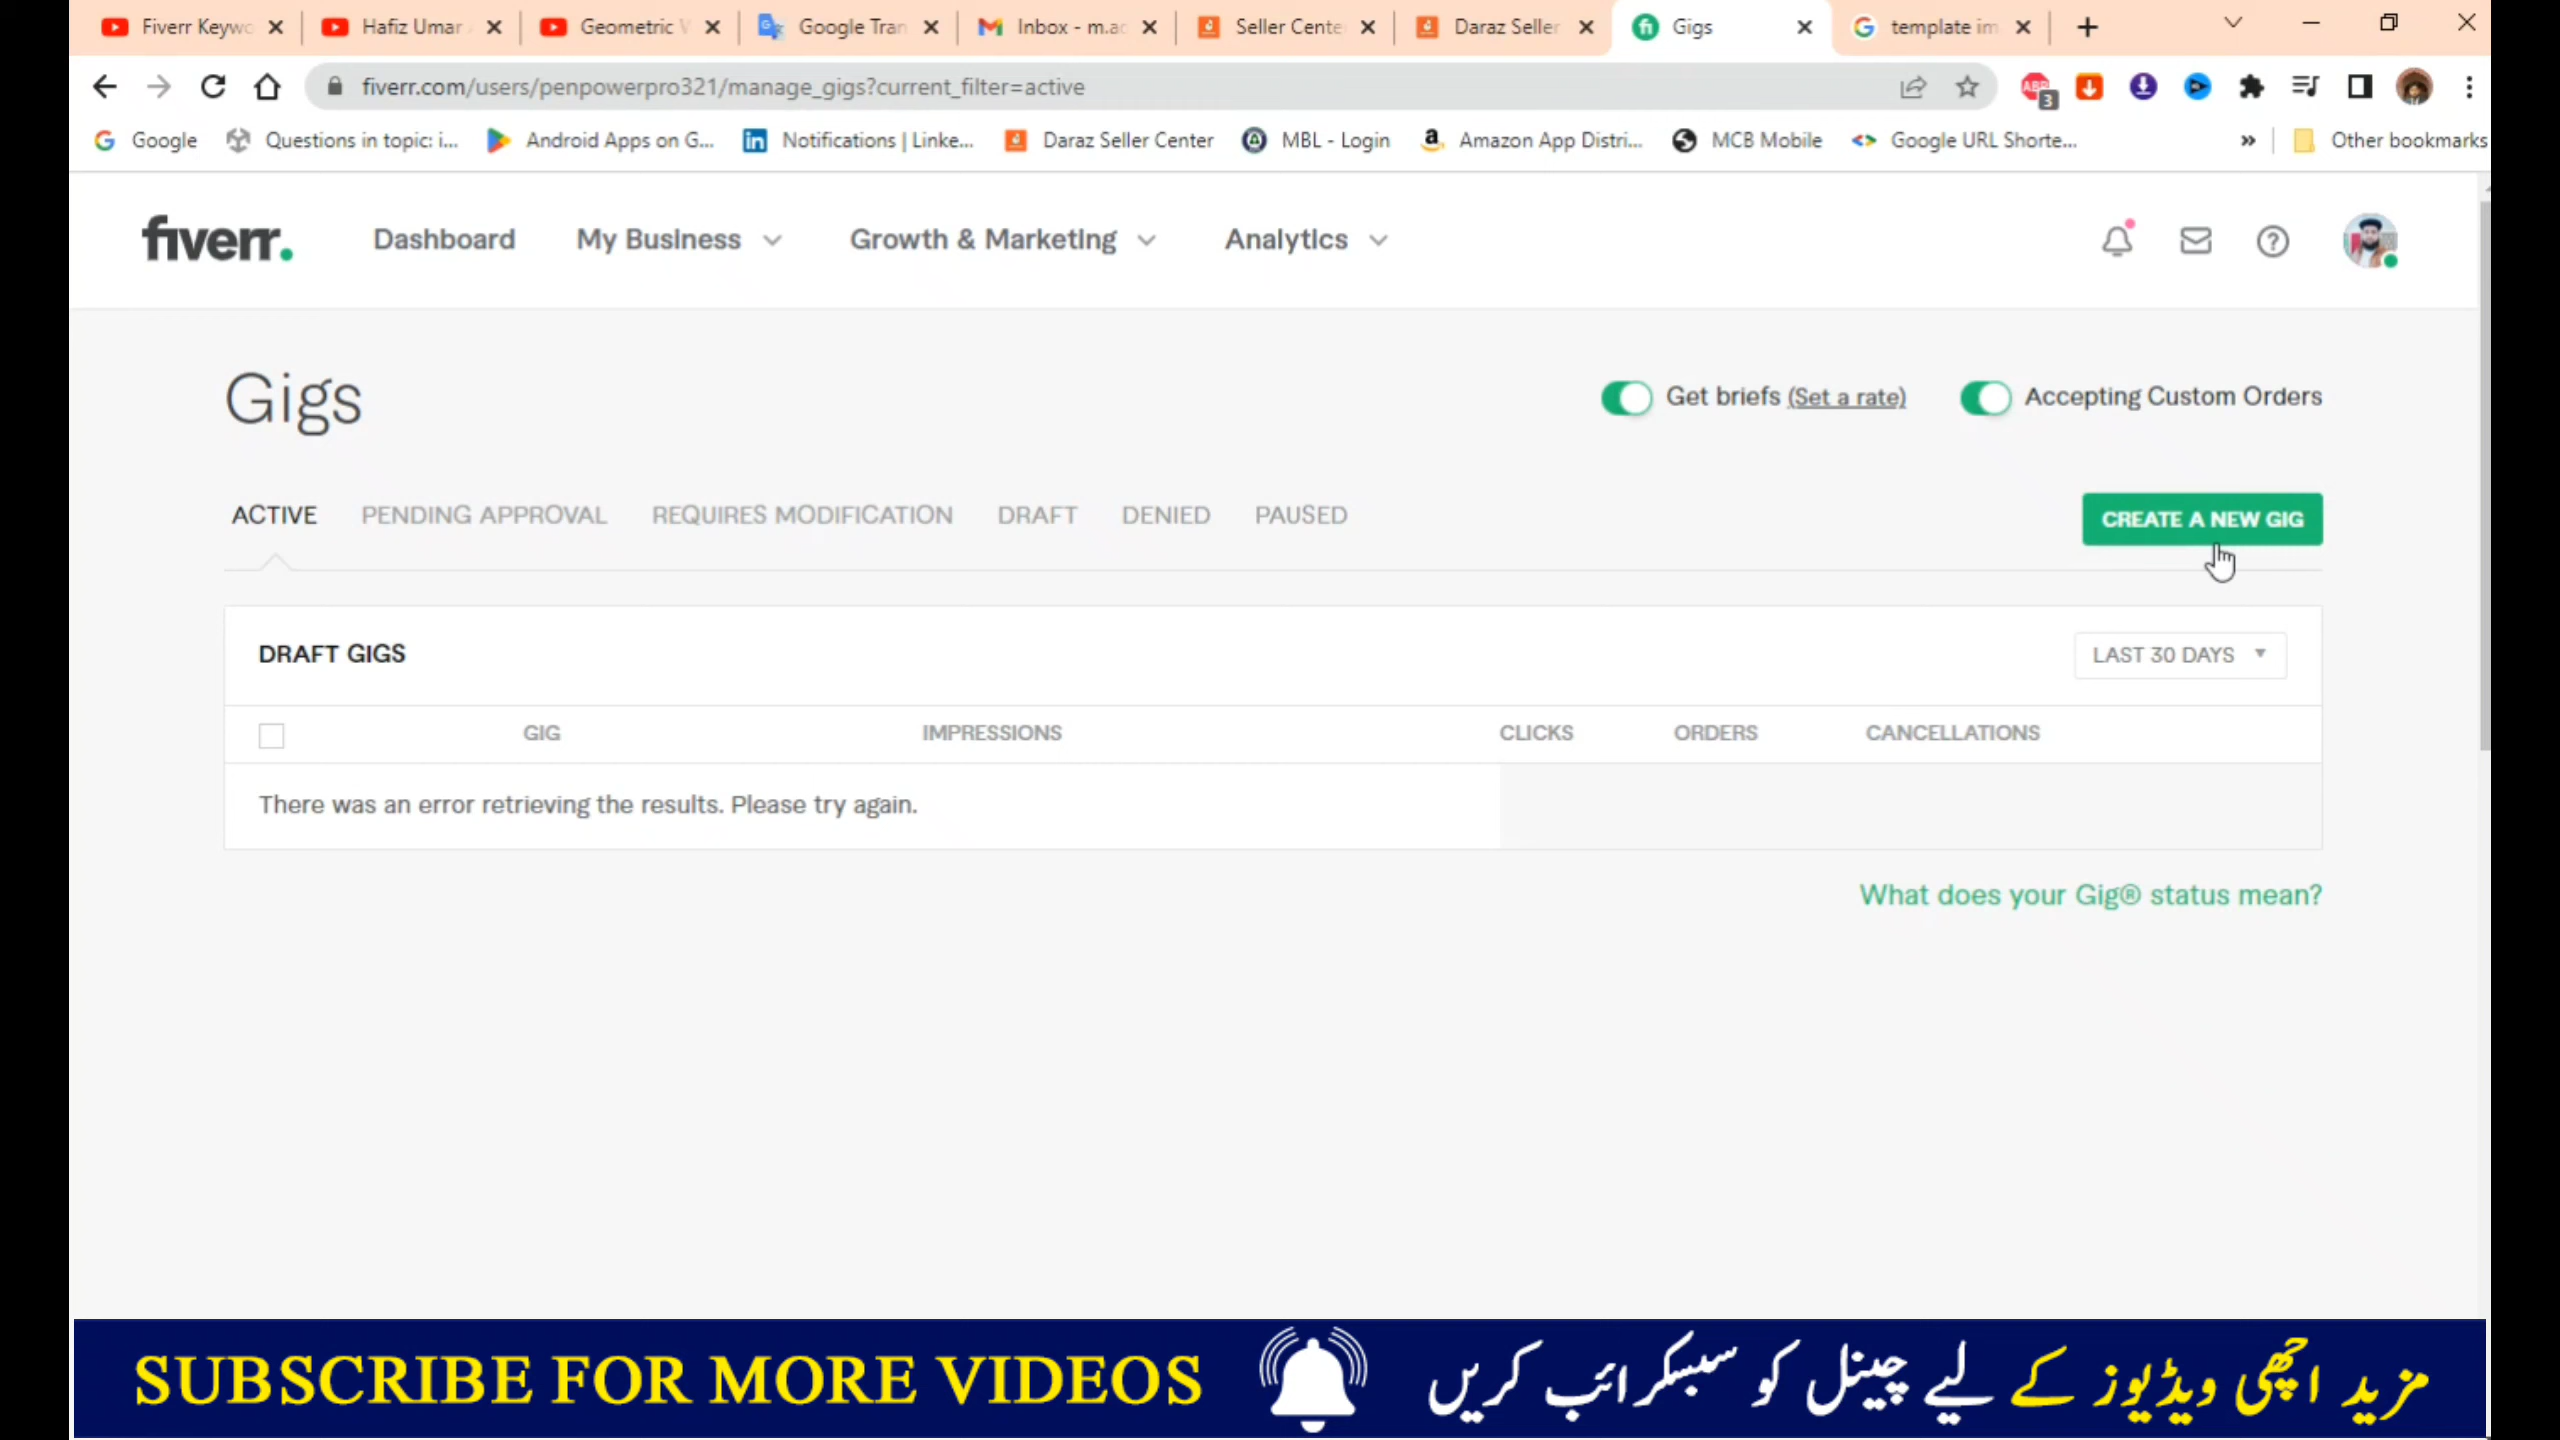 Fiverr Keywo
Hafiz Umar
Geometric V
Google Tran
Inbox - m.ac
Seller Cente
Daraz Seller
Gigs
template im
fiverr.com/users/penpowerpro321/manage_gigs?current_filter=active
ABP
3
Google
Questions in topic: i...
Android Apps on G...
Notifications | Linke...
Daraz Seller Center
MBL - Login
Amazon App Distri...
MCB Mobile
Google URL Shorte...
»
Other bookmarks
fiverr.
Dashboard
My Business
Growth & Marketing
Analytics
Gigs
Get briefs (Set a rate)
Accepting Custom Orders
ACTIVE
PENDING APPROVAL
REQUIRES MODIFICATION
DRAFT
DENIED
PAUSED
CREATE A NEW GIG
DRAFT GIGS
LAST 30 DAYS
GIG
IMPRESSIONS
CLICKS
ORDERS
CANCELLATIONS
There was an error retrieving the results. Please try again.
What does your Gig® status mean?
SUBSCRIBE FOR MORE VIDEOS
مزید اچھی ویڈیوز کے لیے چینل کو سبسکرائب کریں